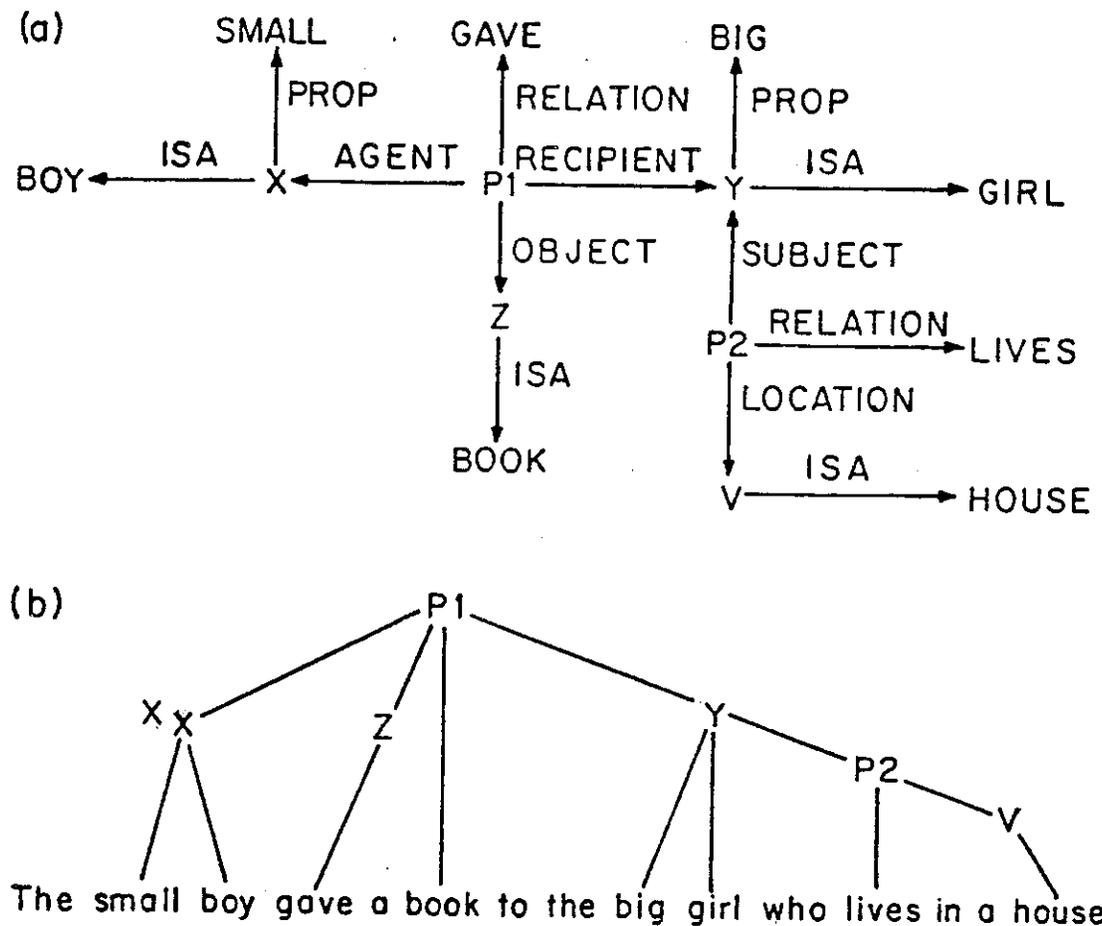 (a) SMALL GAVE BIG
PROP RELATION PROP
ISA AGENT RECIPIENT ISA
BOY X P1 Y GIRL
OBJECT SUBJECT
Z RELATION
P2 LIVES
ISA LOCATION
BOOK ISA
V HOUSE
(b) P1
X X Z Y
P2
V
The small boy gave a book to the big girl who lives in a house